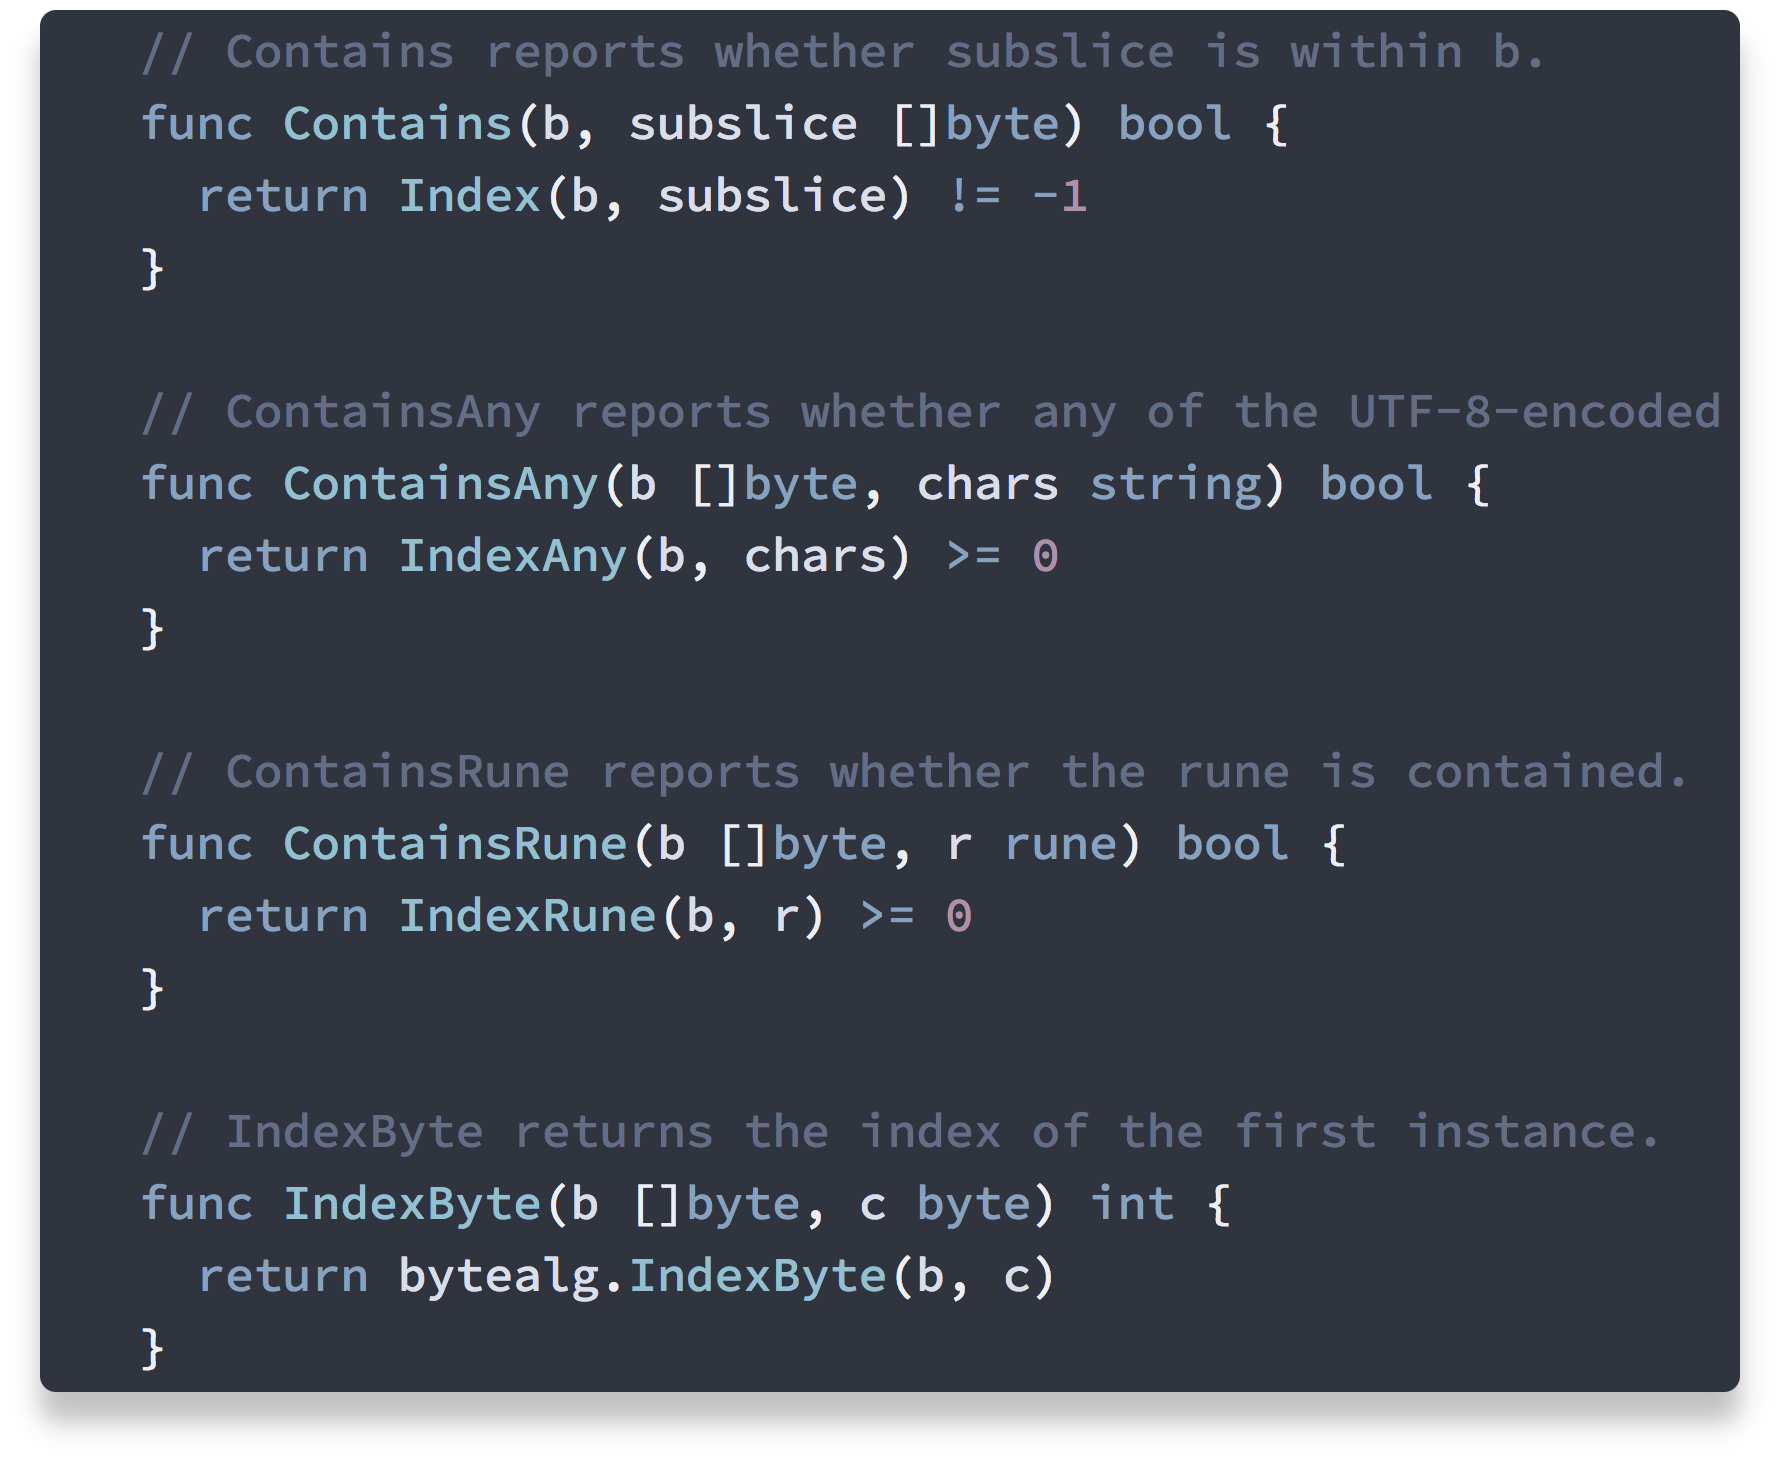 // Contains reports whether subslice is within b.
func Contains(b, subslice []byte) bool {
  return Index(b, subslice) != -1
}

// ContainsAny reports whether any of the UTF-8-encoded
func ContainsAny(b []byte, chars string) bool {
  return IndexAny(b, chars) >= 0
}

// ContainsRune reports whether the rune is contained.
func ContainsRune(b []byte, r rune) bool {
  return IndexRune(b, r) >= 0
}

// IndexByte returns the index of the first instance.
func IndexByte(b []byte, c byte) int {
  return bytealg.IndexByte(b, c)
}